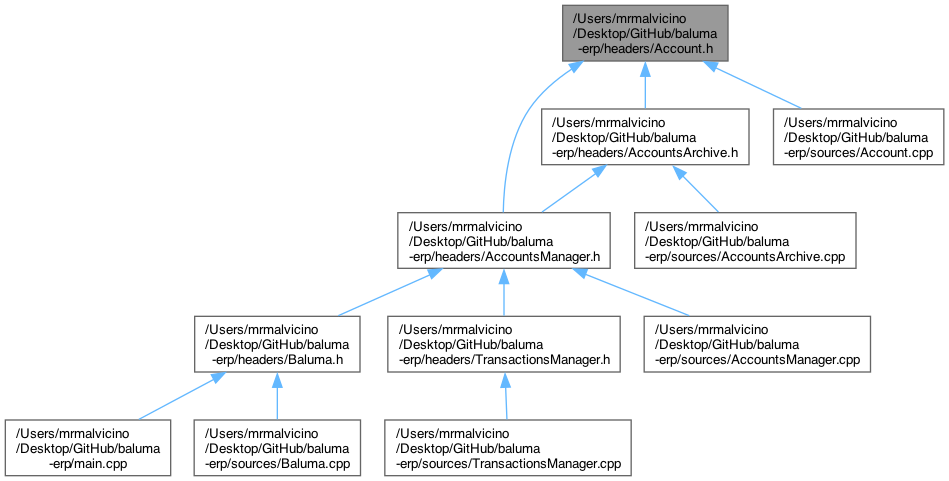 /Users/mrmalvicino
/Desktop/GitHub/baluma
-erp/headers/Account.h
/Users/mrmalvicino
/Desktop/GitHub/baluma
-erp/headers/AccountsArchive.h
/Users/mrmalvicino
/Desktop/GitHub/baluma
-erp/sources/Account.cpp
/Users/mrmalvicino
/Desktop/GitHub/baluma
-erp/headers/AccountsManager.h
/Users/mrmalvicino
/Desktop/GitHub/baluma
-erp/sources/AccountsArchive.cpp
/Users/mrmalvicino
/Desktop/GitHub/baluma
-erp/headers/Baluma.h
/Users/mrmalvicino
/Desktop/GitHub/baluma
-erp/headers/TransactionsManager.h
/Users/mrmalvicino
/Desktop/GitHub/baluma
-erp/sources/AccountsManager.cpp
/Users/mrmalvicino
/Desktop/GitHub/baluma
-erp/main.cpp
/Users/mrmalvicino
/Desktop/GitHub/baluma
-erp/sources/Baluma.cpp
/Users/mrmalvicino
/Desktop/GitHub/baluma
-erp/sources/TransactionsManager.cpp